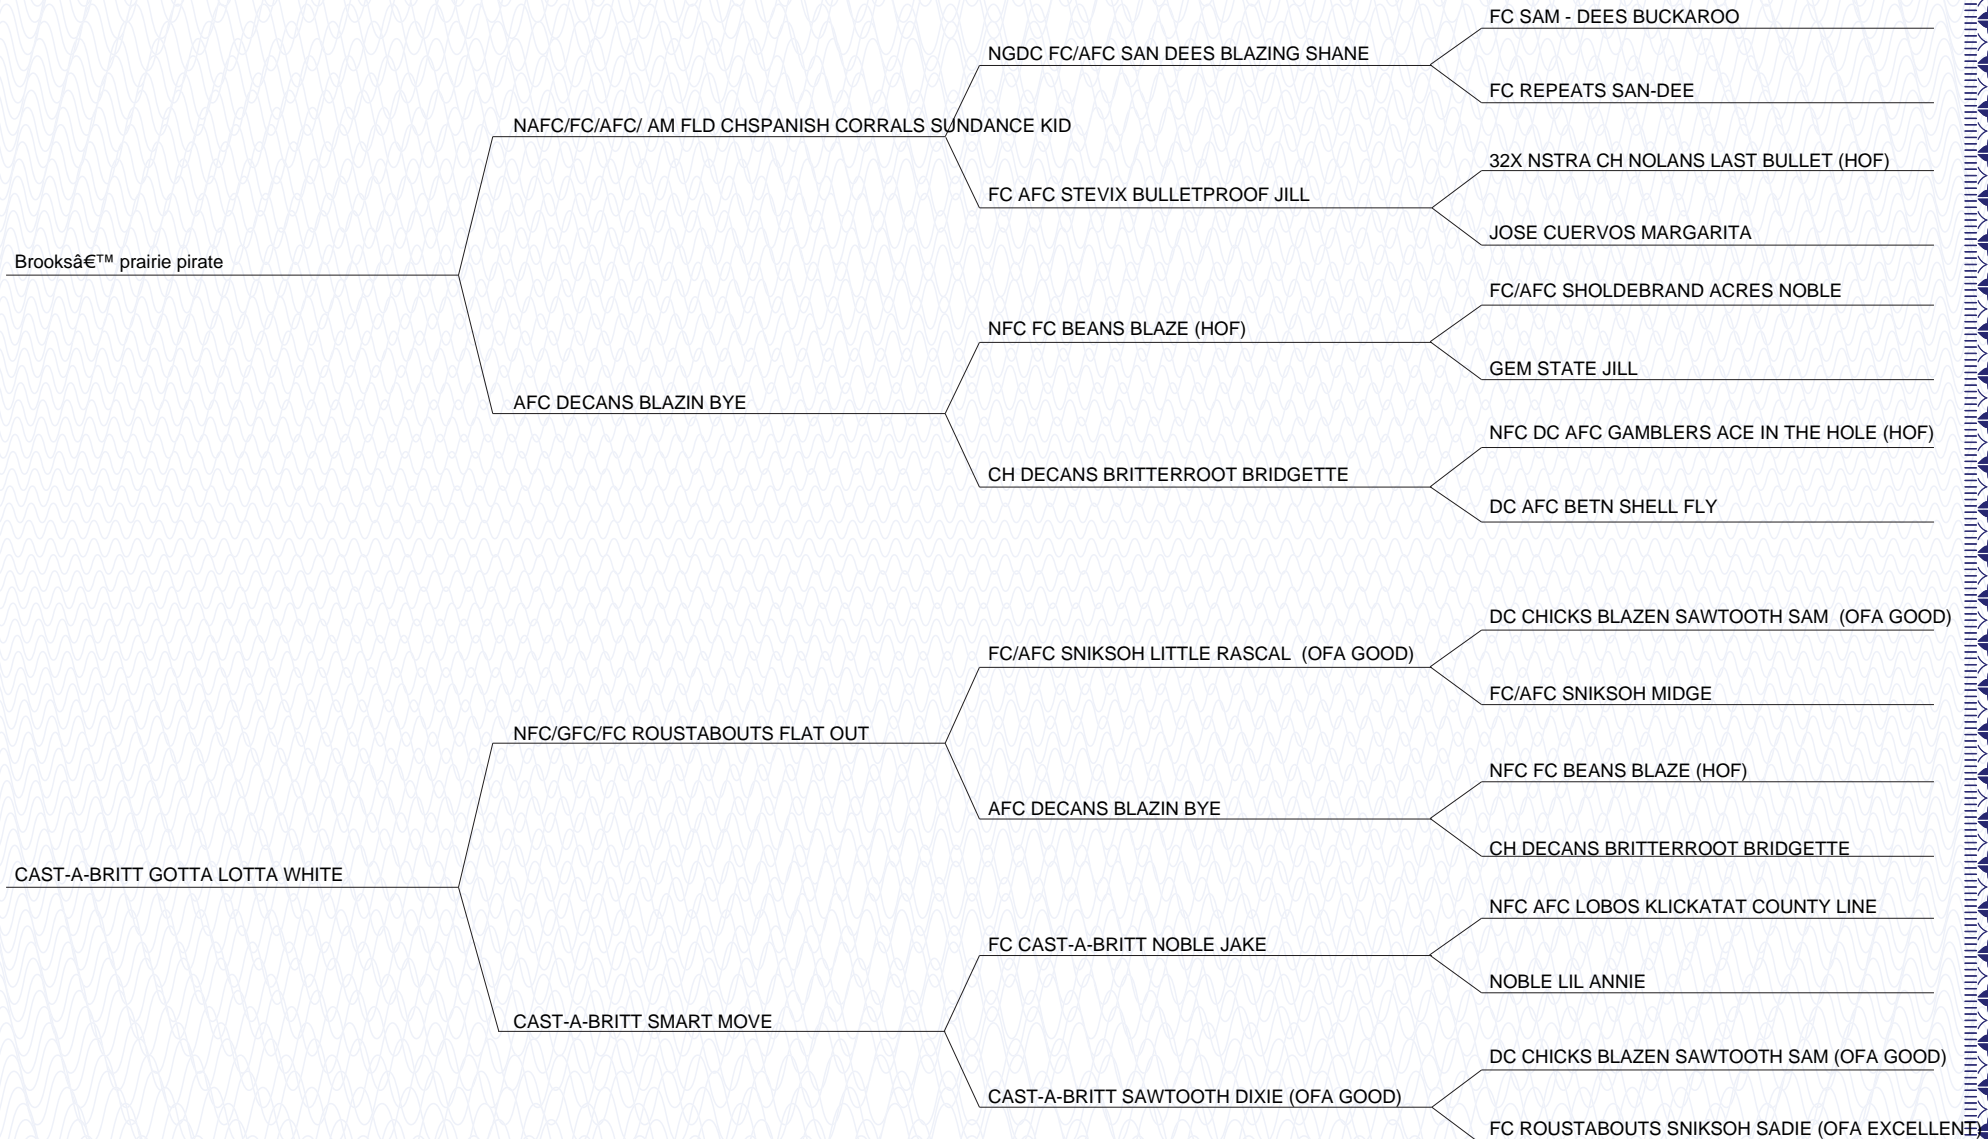 FC SAM - DEES BUCKAROO
NGDC FC/AFC SAN DEES BLAZING SHANE
FC REPEATS SAN-DEE
NAFC/FC/AFC/ AM FLD CHSPANISH CORRALS SUNDANCE KID
32X NSTRA CH NOLANS LAST BULLET (HOF)
FC AFC STEVIX BULLETPROOF JILL
JOSE CUERVOS MARGARITA
Brooksâ€™ prairie pirate
FC/AFC SHOLDEBRAND ACRES NOBLE
NFC FC BEANS BLAZE (HOF)
GEM STATE JILL
AFC DECANS BLAZIN BYE
NFC DC AFC GAMBLERS ACE IN THE HOLE (HOF)
CH DECANS BRITTERROOT BRIDGETTE
DC AFC BETN SHELL FLY
DC CHICKS BLAZEN SAWTOOTH SAM  (OFA GOOD)
FC/AFC SNIKSOH LITTLE RASCAL  (OFA GOOD)
FC/AFC SNIKSOH MIDGE
NFC/GFC/FC ROUSTABOUTS FLAT OUT
NFC FC BEANS BLAZE (HOF)
AFC DECANS BLAZIN BYE
CH DECANS BRITTERROOT BRIDGETTE
CAST-A-BRITT GOTTA LOTTA WHITE
NFC AFC LOBOS KLICKATAT COUNTY LINE
FC CAST-A-BRITT NOBLE JAKE
NOBLE LIL ANNIE
CAST-A-BRITT SMART MOVE
DC CHICKS BLAZEN SAWTOOTH SAM (OFA GOOD)
CAST-A-BRITT SAWTOOTH DIXIE (OFA GOOD)
FC ROUSTABOUTS SNIKSOH SADIE (OFA EXCELLENT)